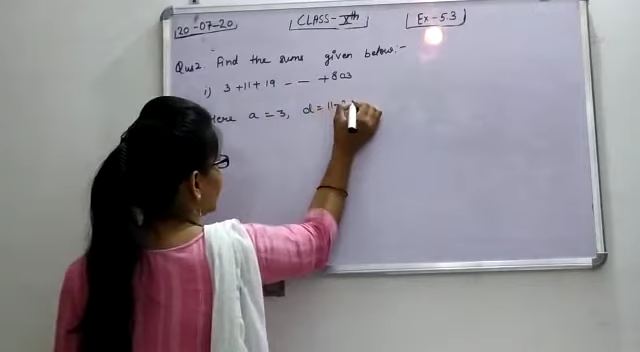 20-07-20 CLASS-Xth Ex-5.3
Ques2. Find the sums given below:-
i) 3+11+19 - - - +803
Here a = 3, d = 11-